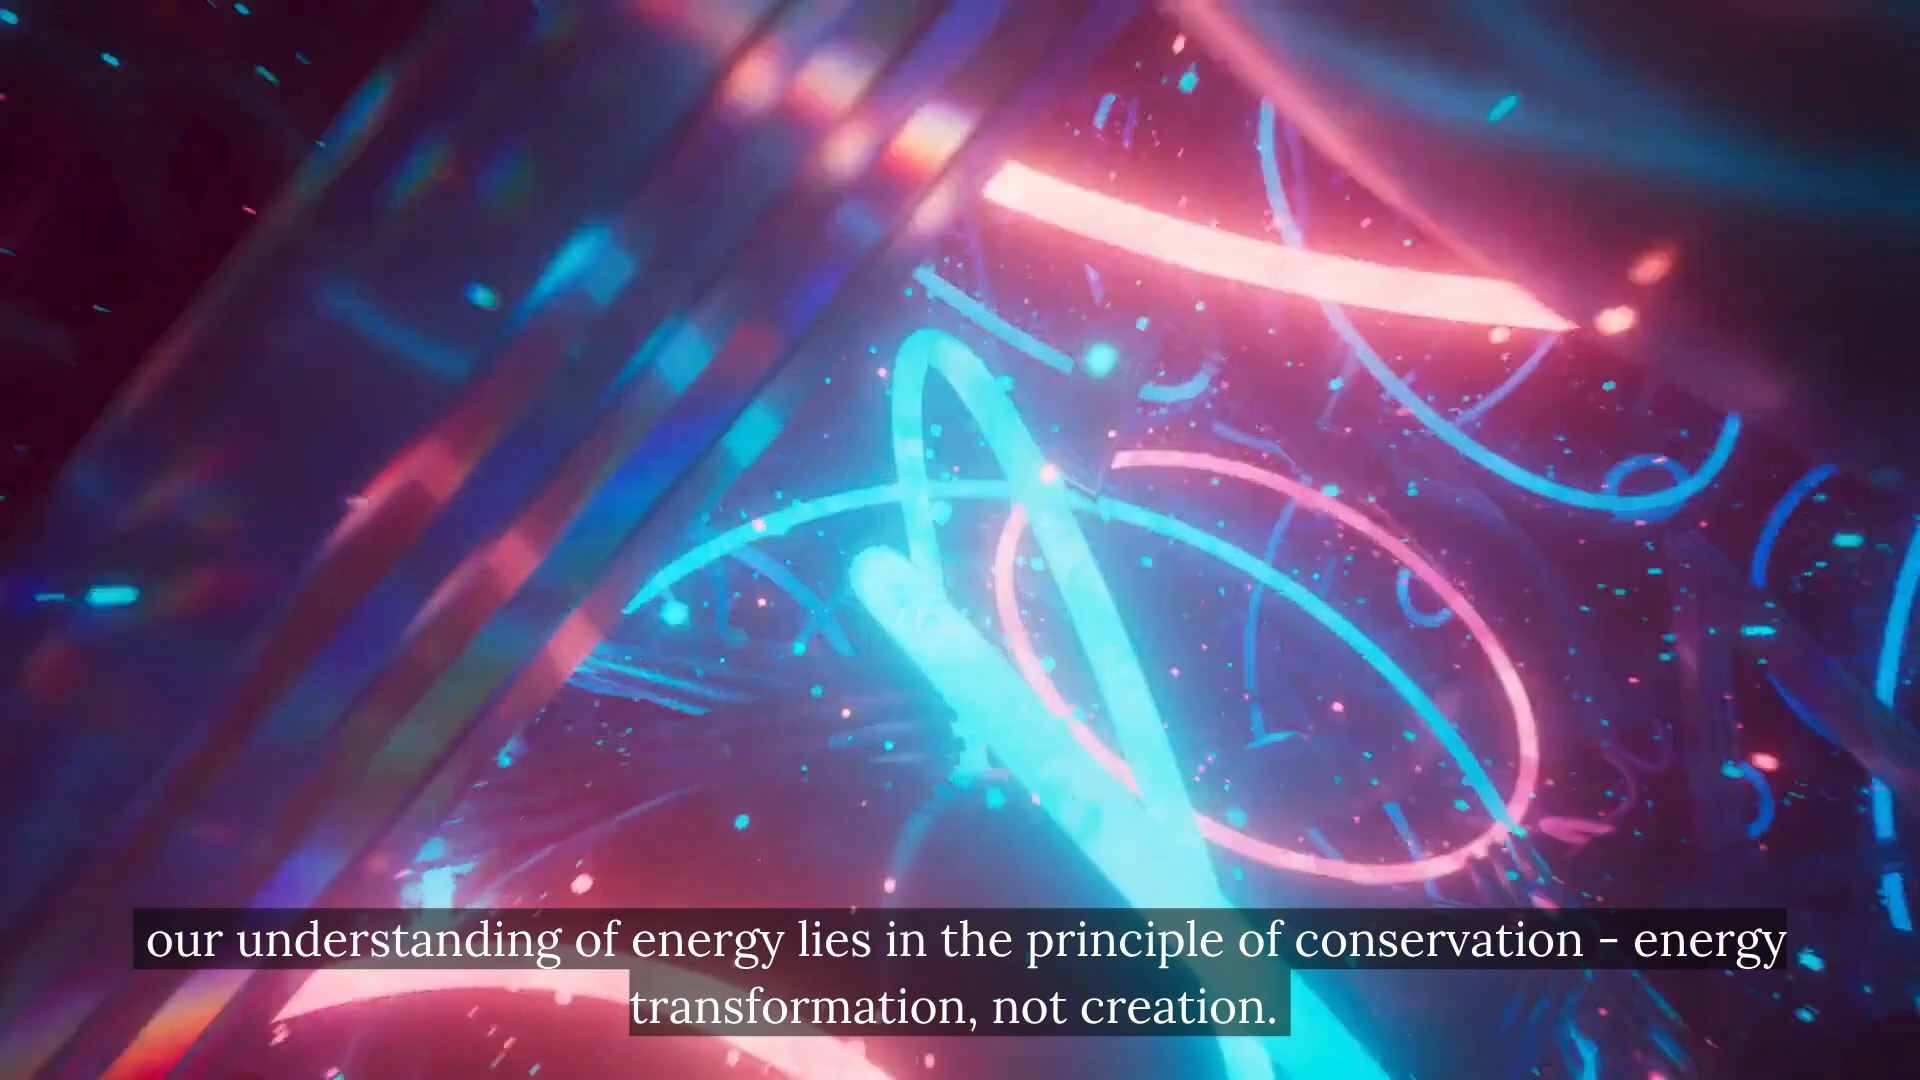 our understanding of energy lies in the principle of conservation - energy
transformation, not creation.